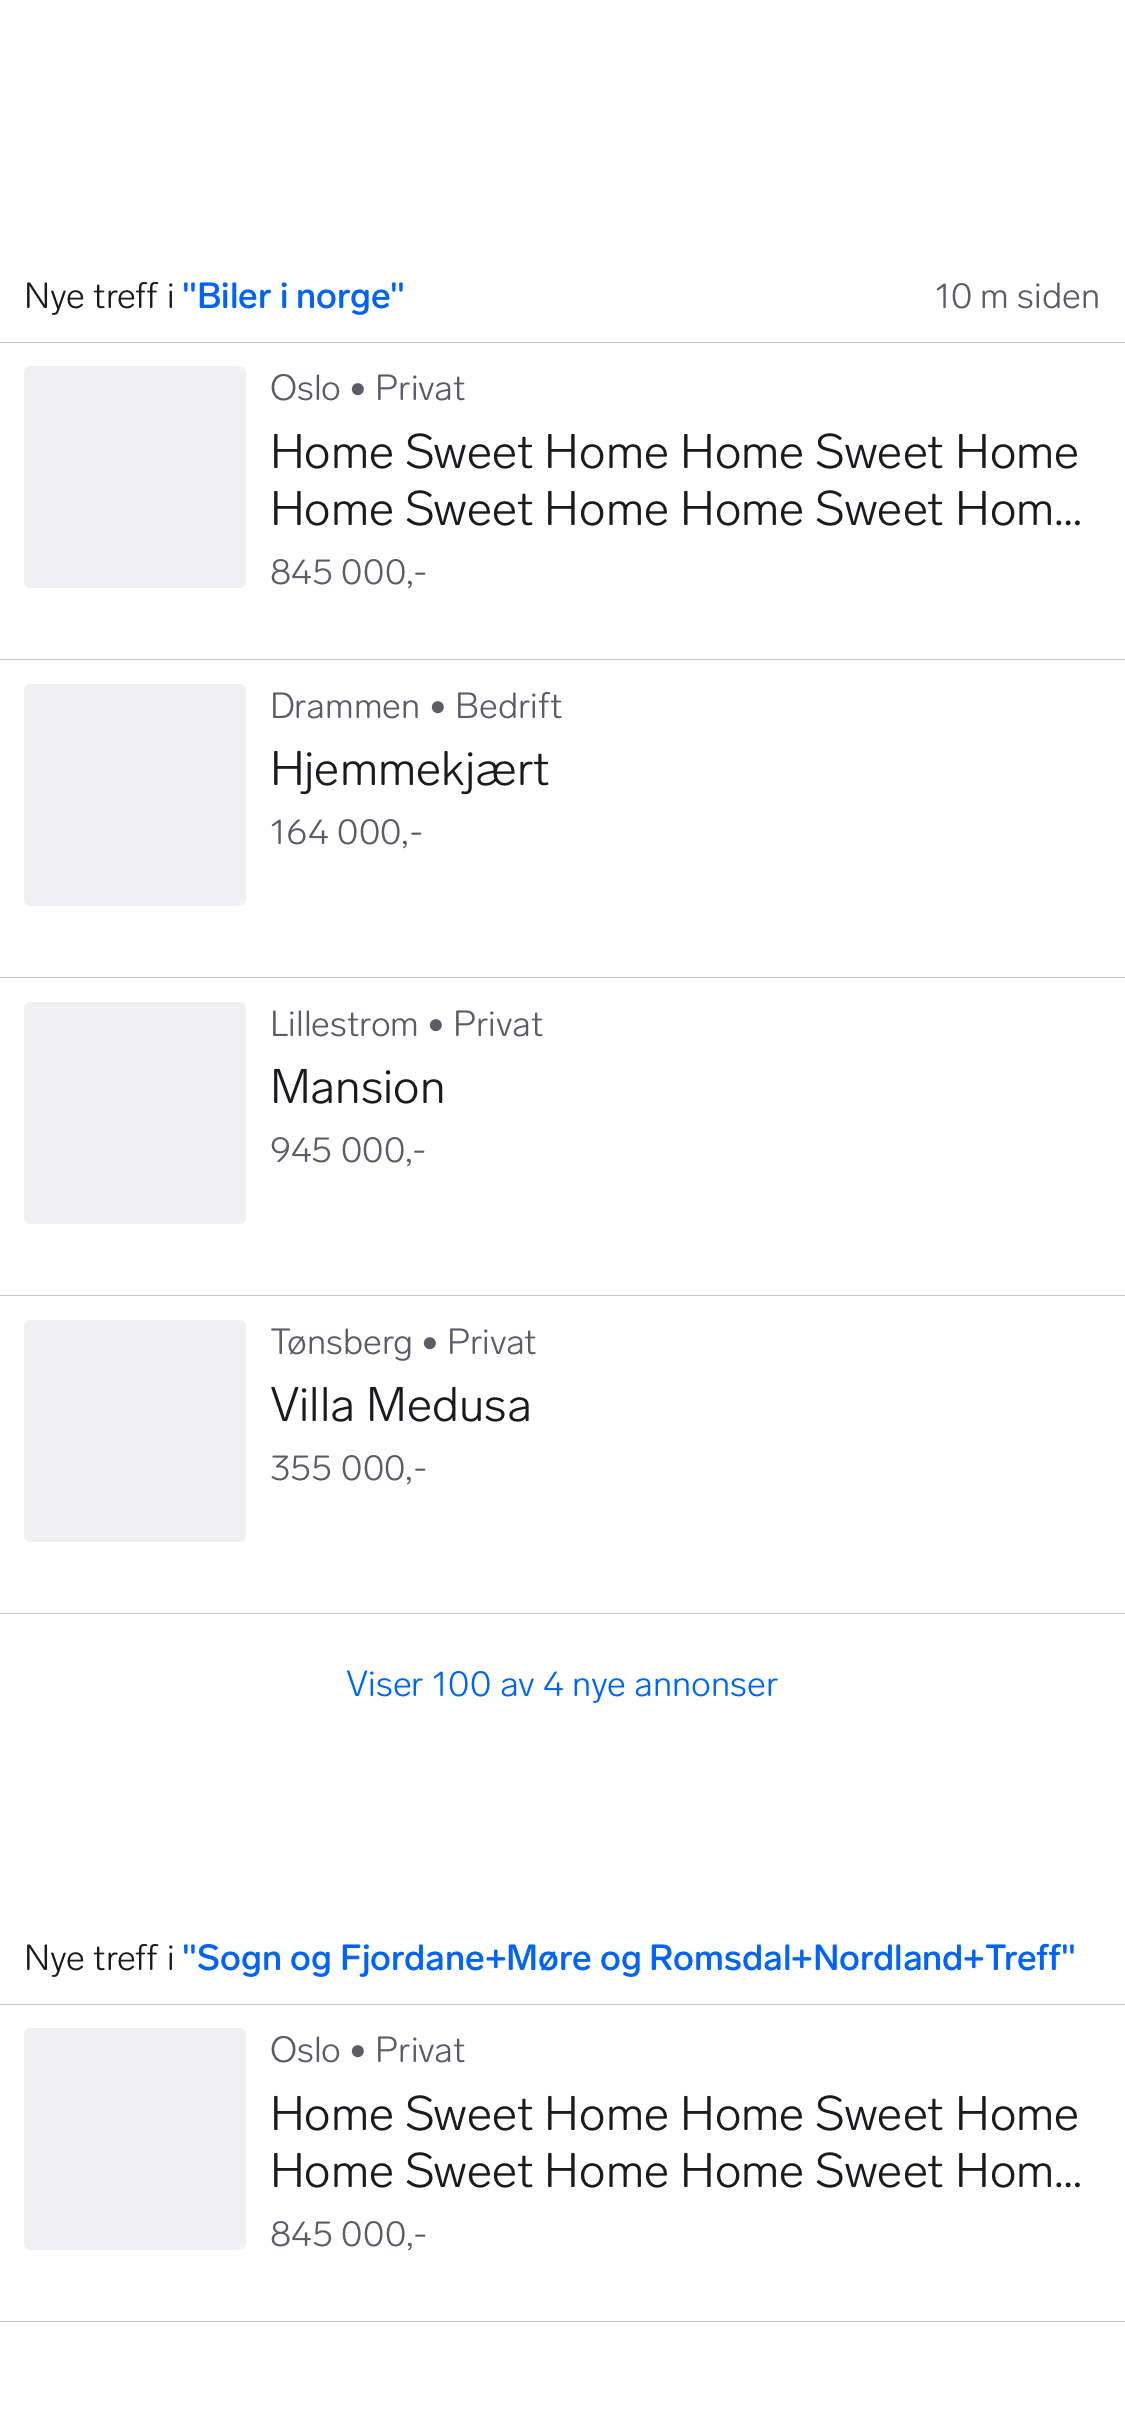 Nye treff i "Biler i norge" 10 m siden
Oslo • Privat
Home Sweet Home Home Sweet Home
Home Sweet Home Home Sweet Hom...
845 000,-
Drammen • Bedrift
Hjemmekjært
164 000,-
Lillestrom • Privat
Mansion
945 000,-
Tønsberg • Privat
Villa Medusa
355 000,-
Viser 100 av 4 nye annonser
Nye treff i "Sogn og Fjordane+Møre og Romsdal+Nordland+Treff"
Oslo • Privat
Home Sweet Home Home Sweet Home
Home Sweet Home Home Sweet Hom...
845 000,-